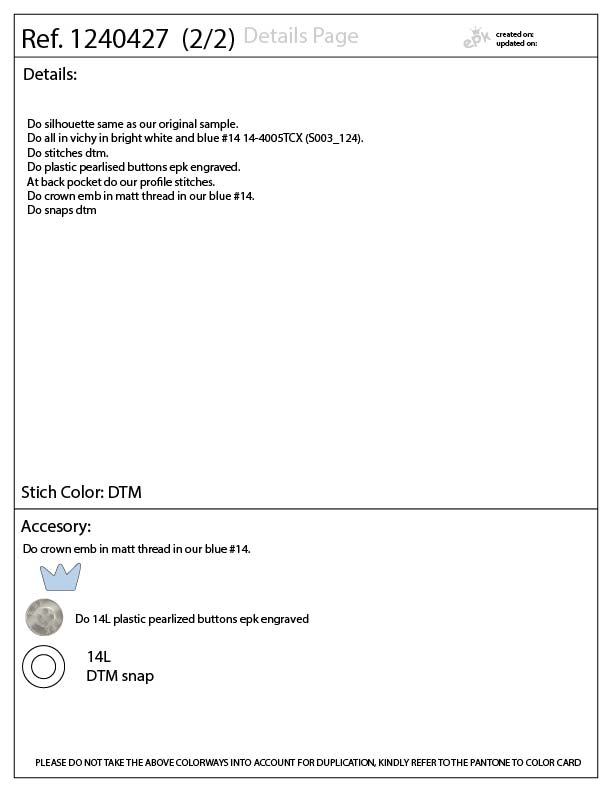 Ref. 1240427 (2/2) Details Page
epk
created on:
updated on:
Details:
Do silhouette same as our original sample.
Do all in vichy in bright white and blue #14 14-4005TCX (S003_124).
Do stitches dtm.
Do plastic pearlised buttons epk engraved.
At back pocket do our profile stitches.
Do crown emb in matt thread in our blue #14.
Do snaps dtm
Stich Color: DTM
Accesory:
Do crown emb in matt thread in our blue #14.
Do 14L plastic pearlized buttons epk engraved
14L
DTM snap
PLEASE DO NOT TAKE THE ABOVE COLORWAYS INTO ACCOUNT FOR DUPLICATION, KINDLY REFER TO THE PANTONE TO COLOR CARD